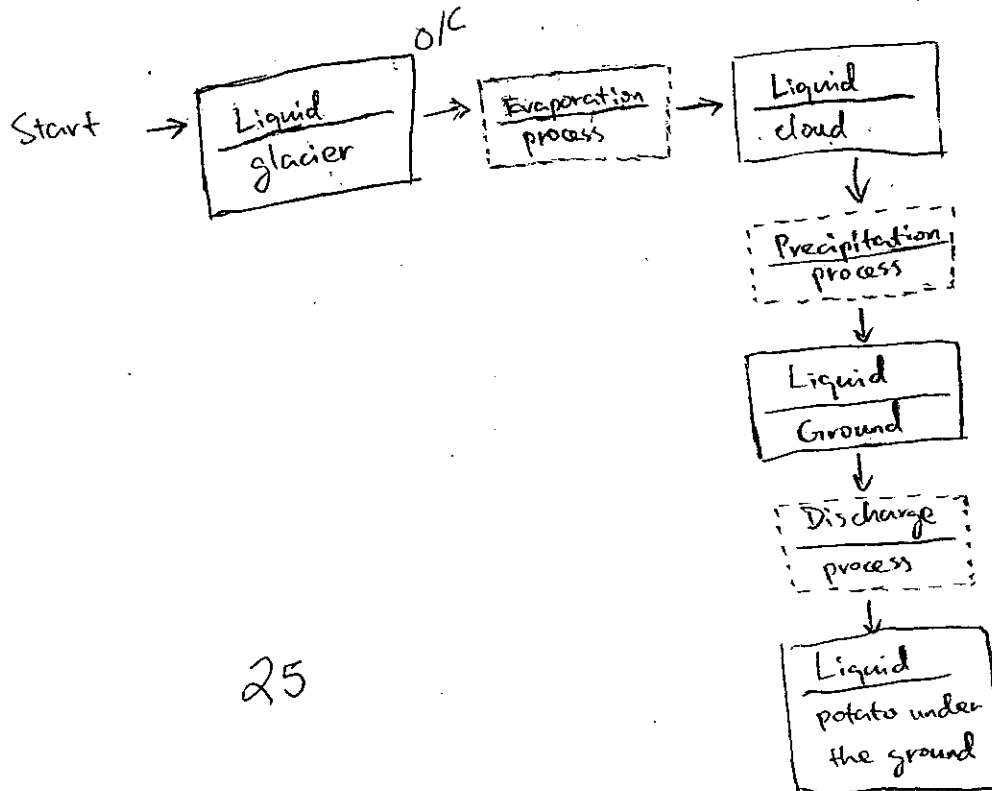 O/C
Start
Liquid
glacier
Evaporation
process
Liquid
cloud
Precipitation
process
Liquid
Ground
Discharge
process
Liquid
potato under
the ground
25